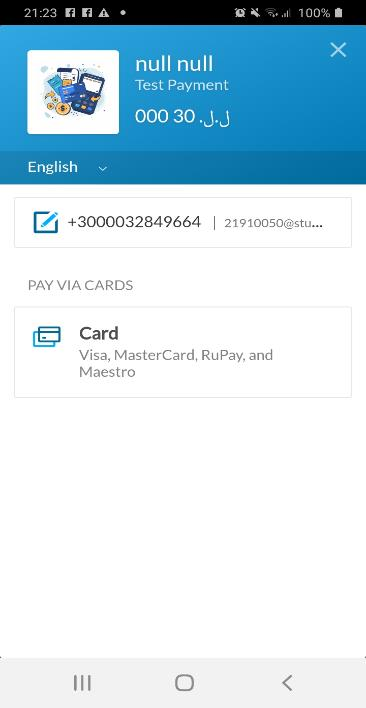 21:23
100%
null null
Test Payment
000 30 .ل.ل
English
+3000032849664 | 21910050@stu...
PAY VIA CARDS
Card
Visa, MasterCard, RuPay, and
Maestro